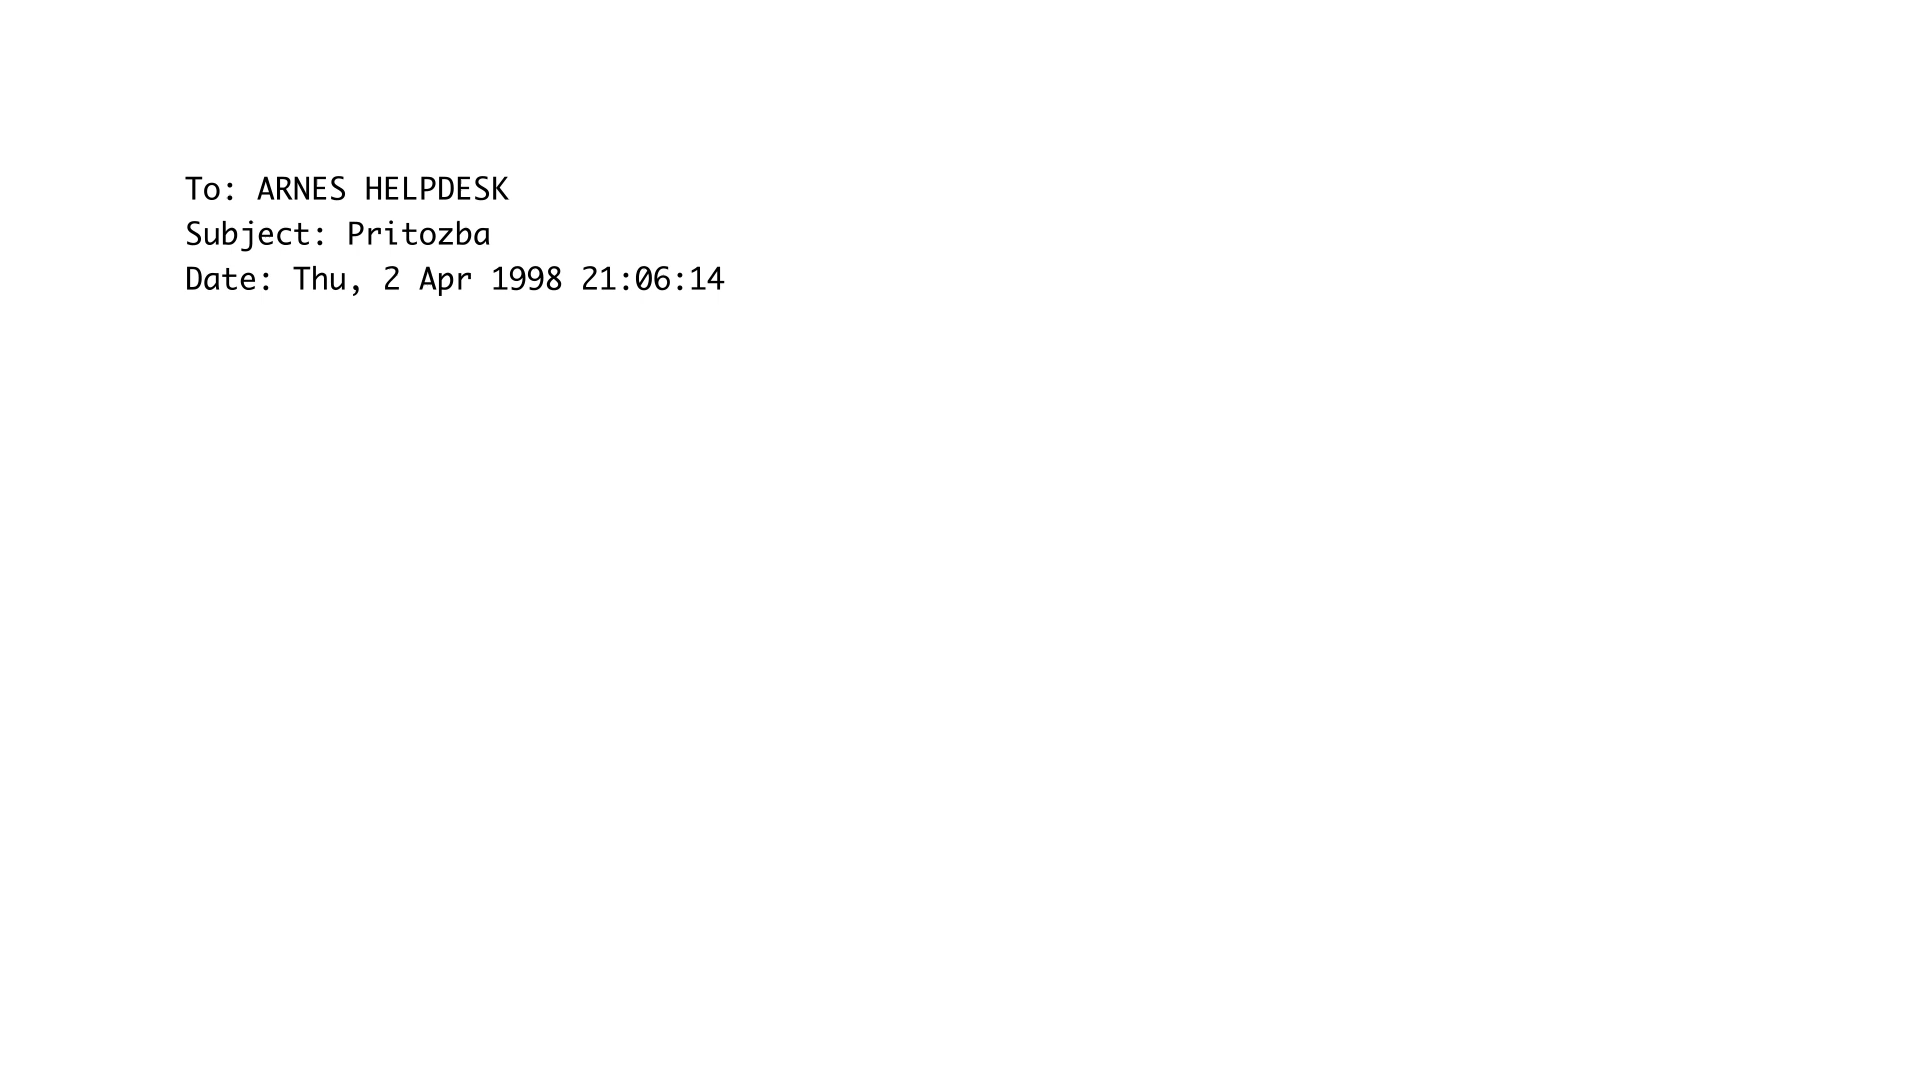 To: ARNES HELPDESK
Subject: Pritozba
Date: Thu, 2 Apr 1998 21:06:14